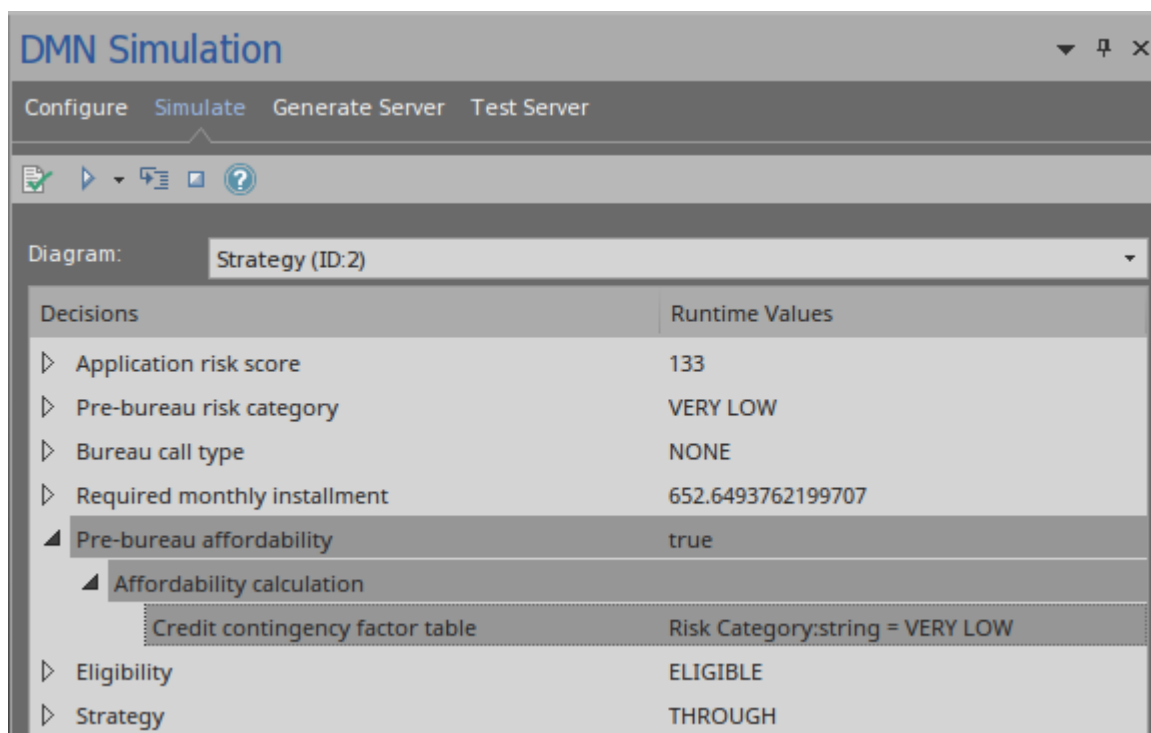 DMN Simulation
Configure Simulate Generate Server Test Server
Diagram: Strategy (ID:2)
Decisions Runtime Values
Application risk score 133
Pre-bureau risk category VERY LOW
Bureau call type NONE
Required monthly installment 652.6493762199707
Pre-bureau affordability true
Affordability calculation
Credit contingency factor table Risk Category:string = VERY LOW
Eligibility ELIGIBLE
Strategy THROUGH